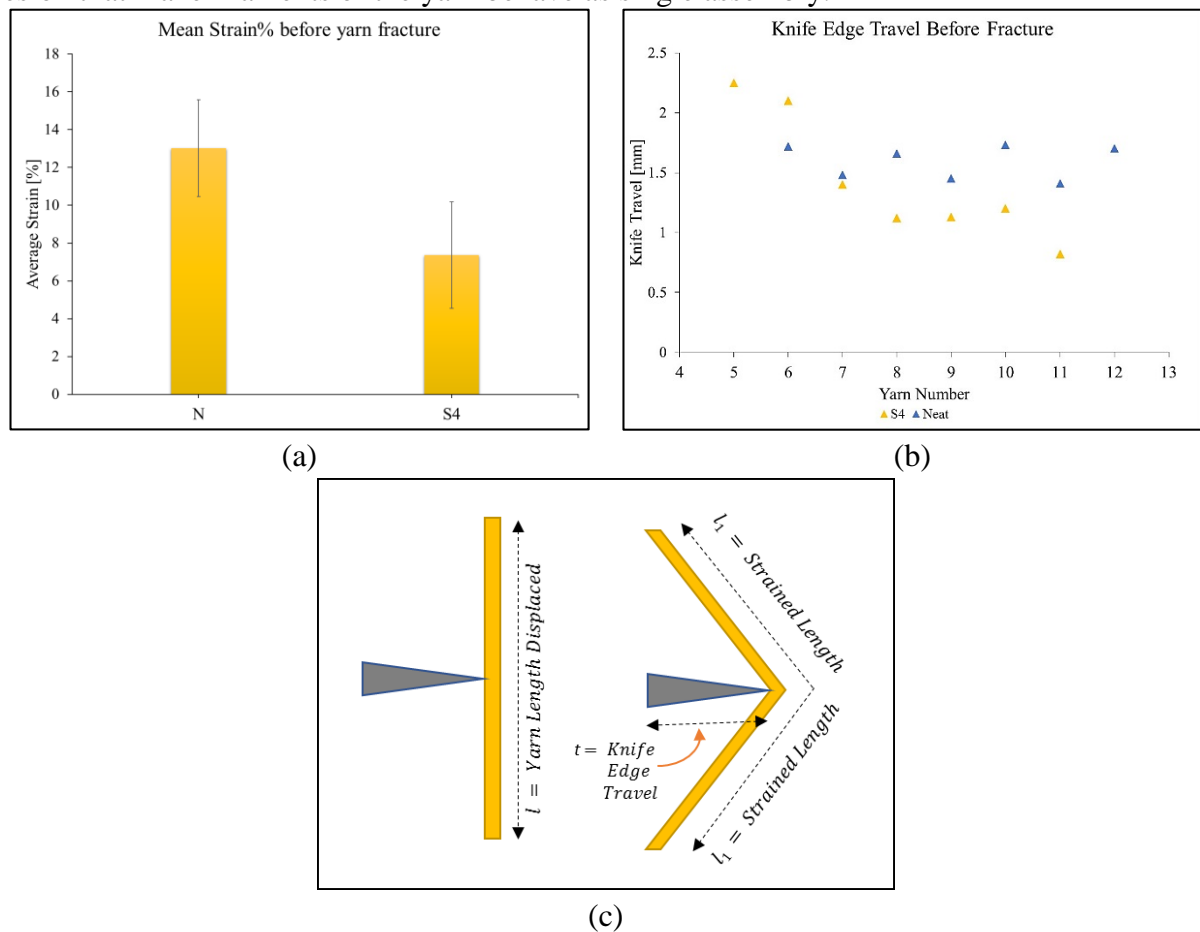 Mean Strain% before yarn fracture
18
16
14
12
10
8
6
4
2
0
Average Strain [%]
N
S4
(a)
Knife Edge Travel Before Fracture
2.5
2
1.5
1
0.5
0
Knife Travel [mm]
4 5 6 7 8 9 10 11 12 13
Yarn Number
S4 Neat
(b)
l = Yarn Length Displaced
l₁ = Strained Length
t = Knife
Edge
Travel
l₁ = Strained Length
(c)